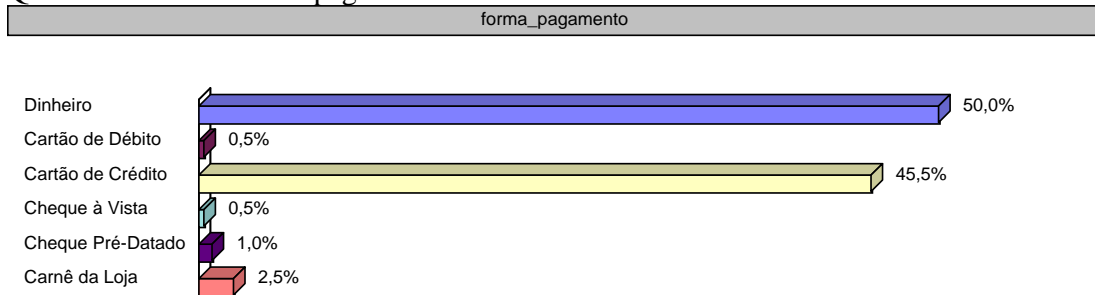 forma_pagamento
Dinheiro 50,0%
Cartão de Débito 0,5%
Cartão de Crédito 45,5%
Cheque à Vista 0,5%
Cheque Pré-Datado 1,0%
Carnê da Loja 2,5%